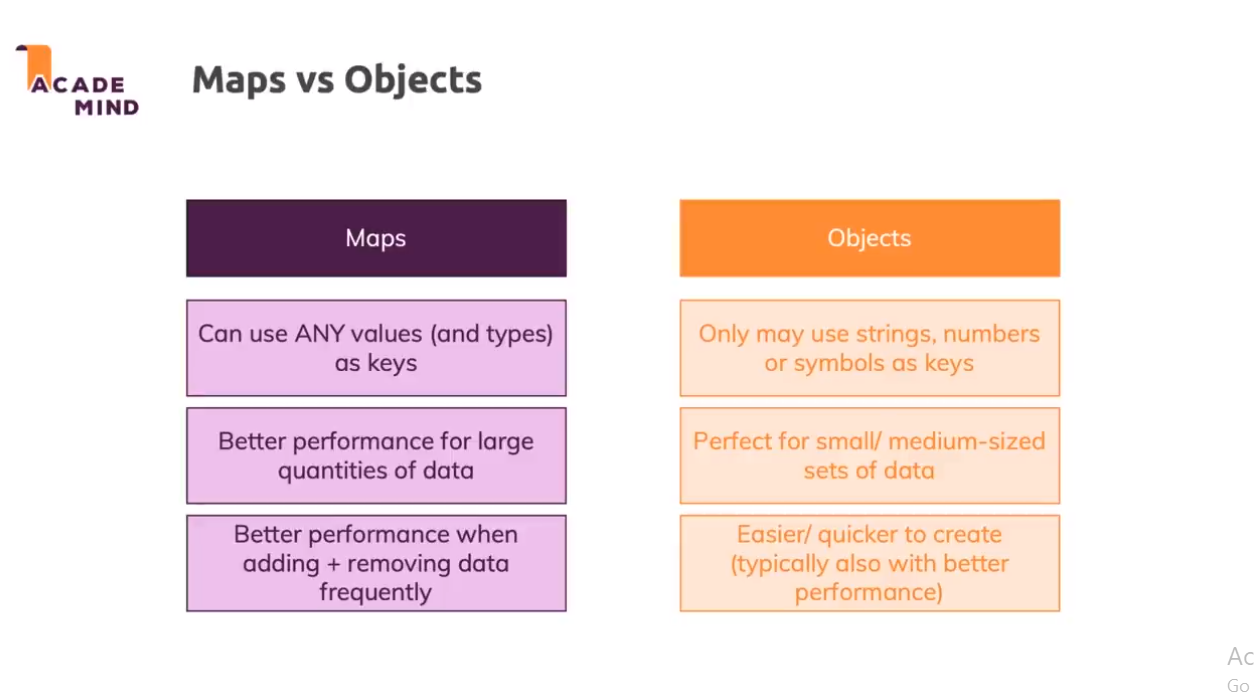 ACADE
MIND
Maps vs Objects
Maps
Objects
Can use ANY values (and types)
as keys
Only may use strings, numbers
or symbols as keys
Better performance for large
quantities of data
Perfect for small/ medium-sized
sets of data
Better performance when
adding + removing data
frequently
Easier/ quicker to create
(typically also with better
performance)
Ac
Go